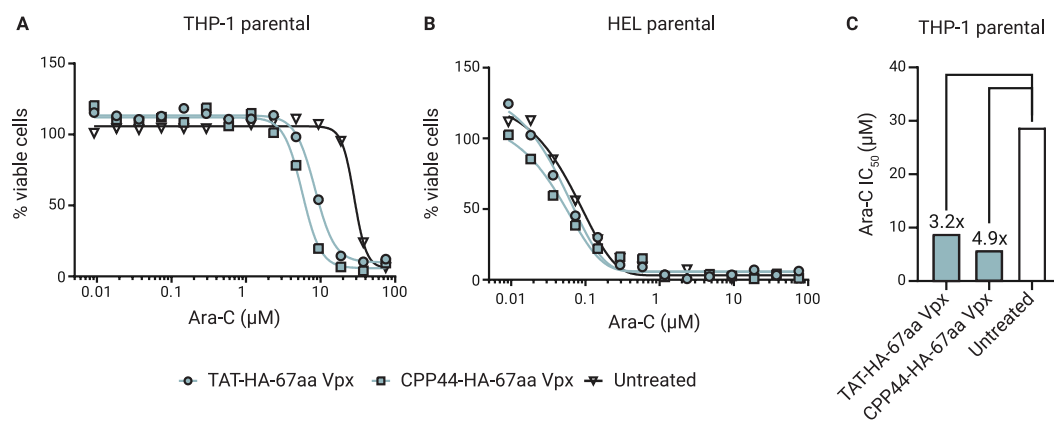 A
THP-1 parental
150
100
50
0
% viable cells
0.01
0.1
1
10
100
Ara-C (μM)
B
HEL parental
150
100
50
0
% viable cells
0.01
0.1
1
10
100
Ara-C (μM)
C
THP-1 parental
40
30
20
10
0
Ara-C IC50 (μM)
3.2x
4.9x
TAT-HA-67aa Vpx
CPP44-HA-67aa Vpx
Untreated
TAT-HA-67aa Vpx
CPP44-HA-67aa Vpx
Untreated